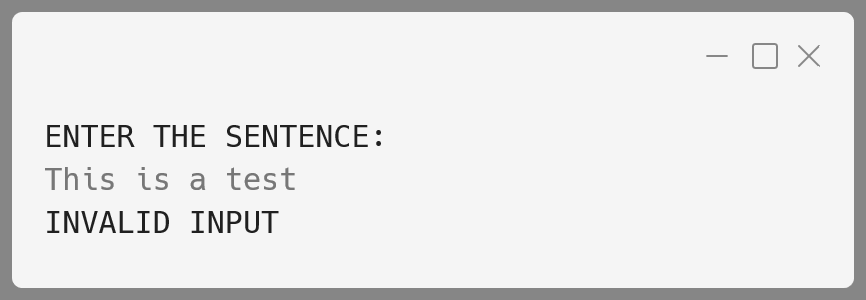 ENTER THE SENTENCE:
This is a test
INVALID INPUT